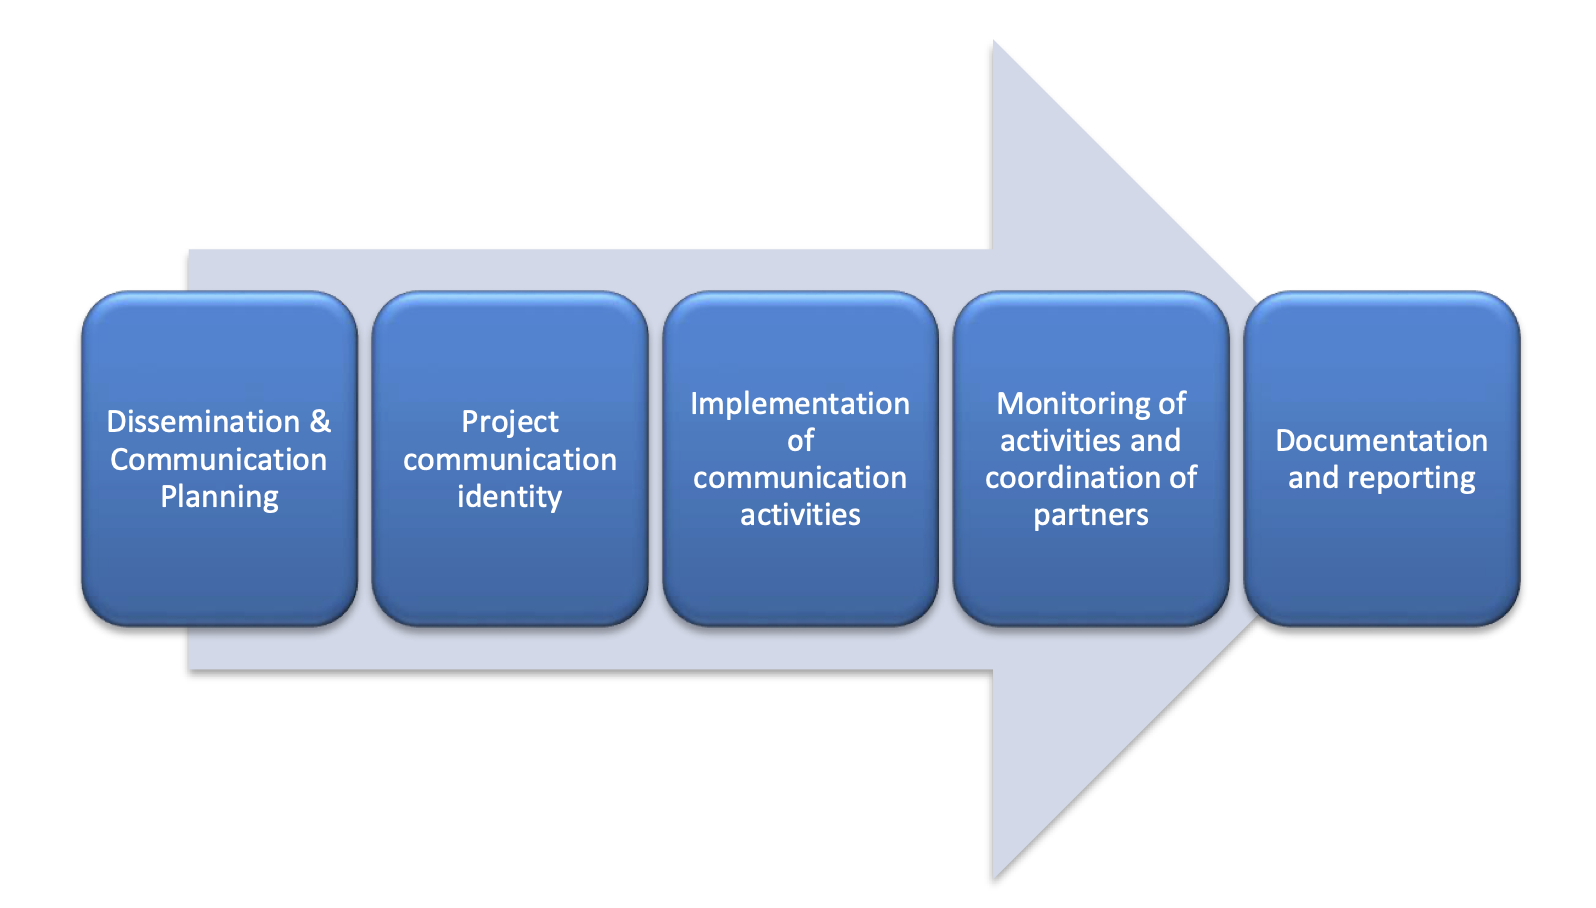 Dissemination &
Communication
Planning
Project
communication
identity
Implementation
of
communication
activities
Monitoring of
activities and
coordination of
partners
Documentation
and reporting